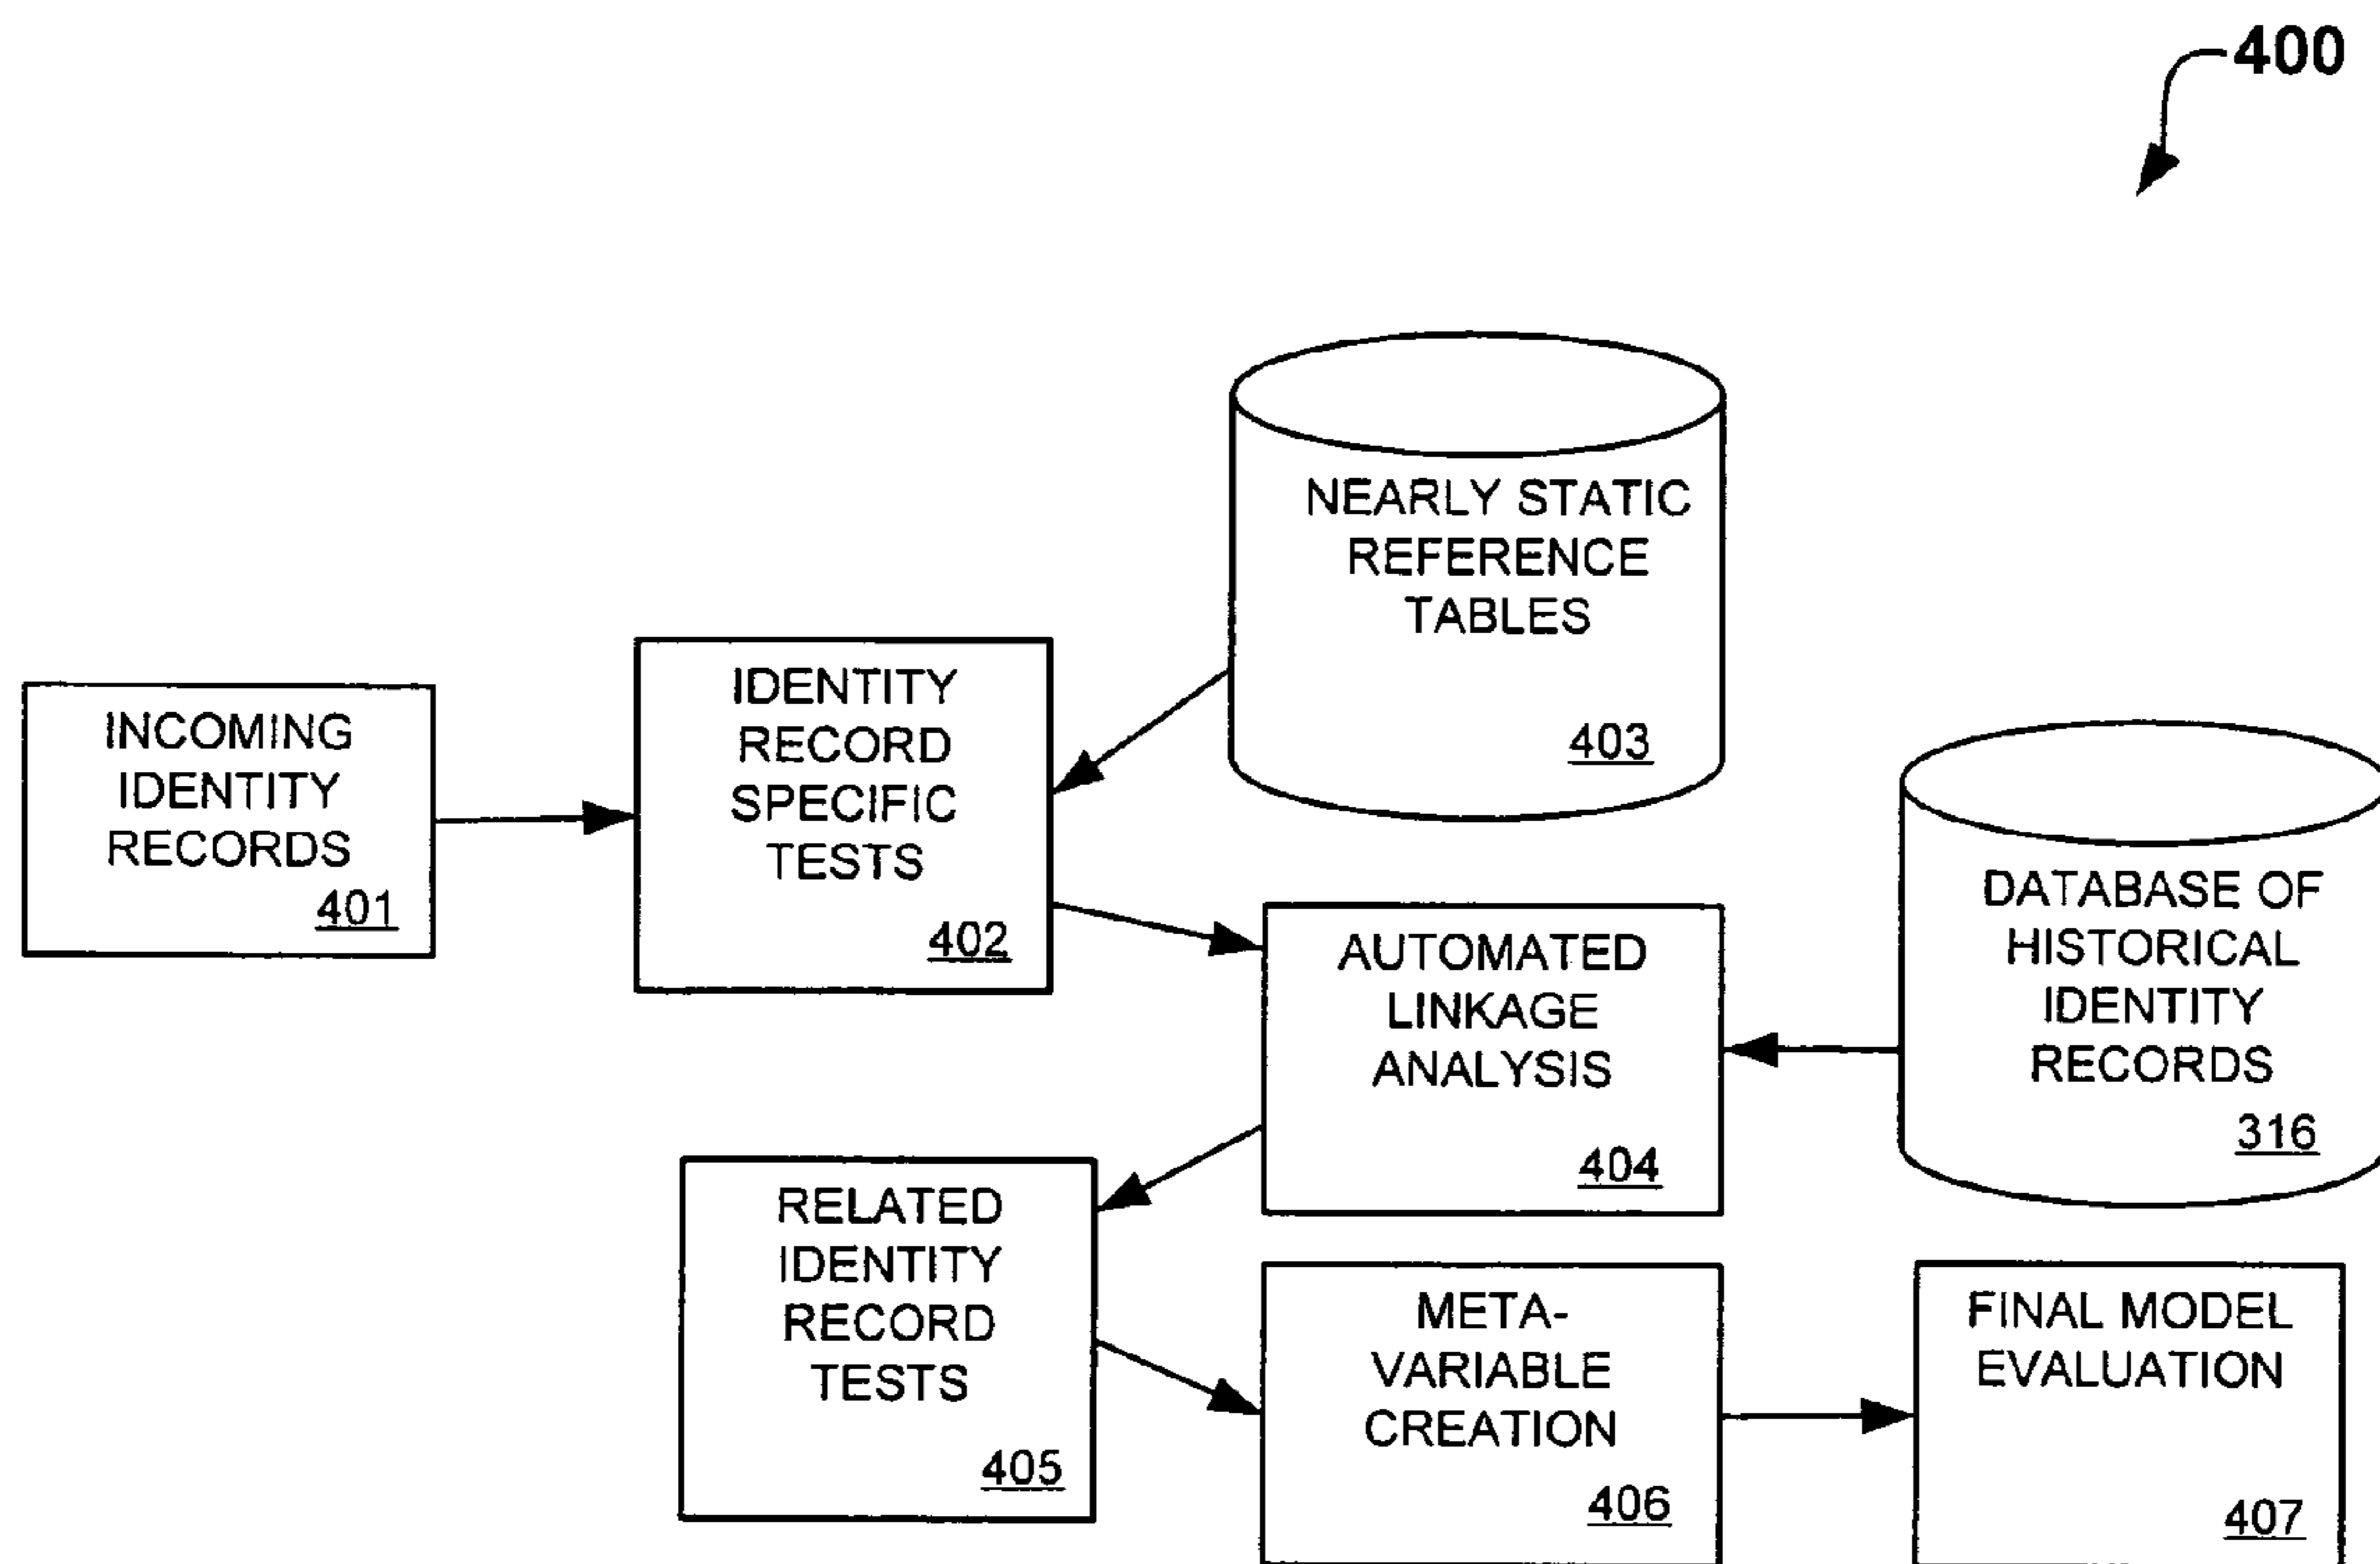 400
NEARLY STATIC
REFERENCE
TABLES
403
INCOMING
IDENTITY
RECORDS
401
IDENTITY
RECORD
SPECIFIC
TESTS
402
DATABASE OF
HISTORICAL
IDENTITY
RECORDS
316
AUTOMATED
LINKAGE
ANALYSIS
404
RELATED
IDENTITY
RECORD
TESTS
405
META-
VARIABLE
CREATION
406
FINAL MODEL
EVALUATION
407